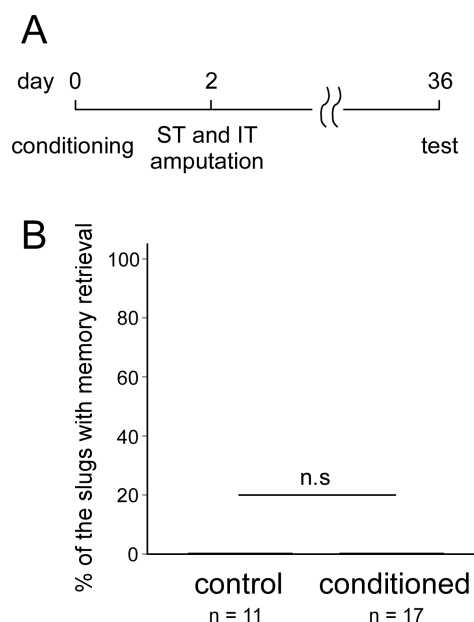 A
day 0 2 36
conditioning ST and IT amputation test
B
% of the slugs with memory retrieval
100
80
60
40
20
0
n.s
control conditioned
n = 11 n = 17